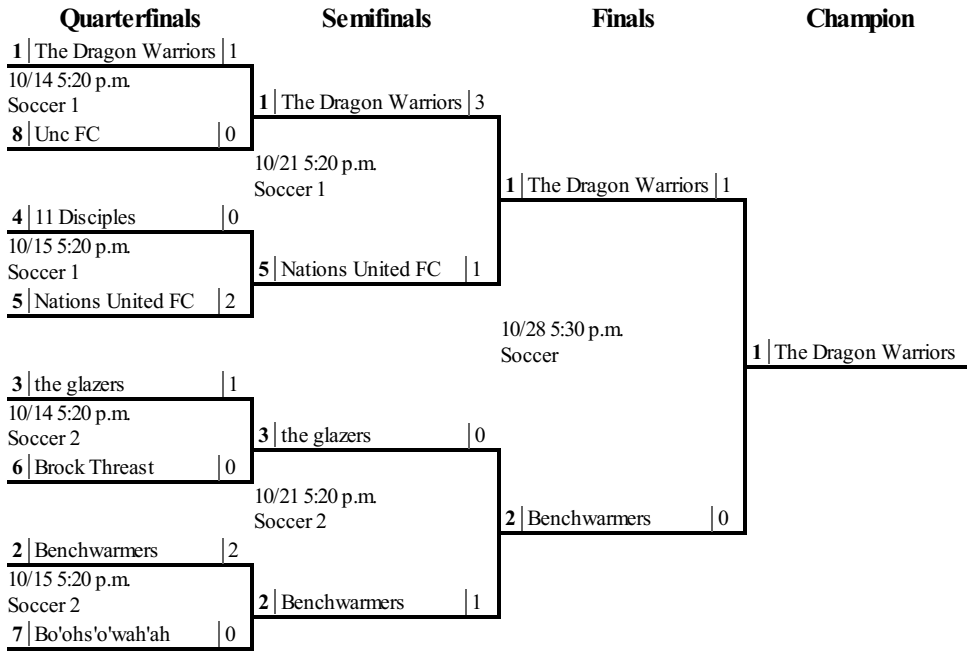 Quarterfinals Semifinals Finals Champion
1 The Dragon Warriors 1
10/14 5:20 p.m.
Soccer 1
8 Unc FC 0
4 11 Disciples 0
10/15 5:20 p.m.
Soccer 1
5 Nations United FC 2
3 the glazers 1
10/14 5:20 p.m.
Soccer 2
6 Brock Threast 0
2 Benchwarmers 2
10/15 5:20 p.m.
Soccer 2
7 Bo'ohs'o'wah'ah 0
1 The Dragon Warriors 3
10/21 5:20 p.m.
Soccer 1
5 Nations United FC 1
3 the glazers 0
10/21 5:20 p.m.
Soccer 2
2 Benchwarmers 1
1 The Dragon Warriors 1
10/28 5:30 p.m.
Soccer
2 Benchwarmers 0
1 The Dragon Warriors